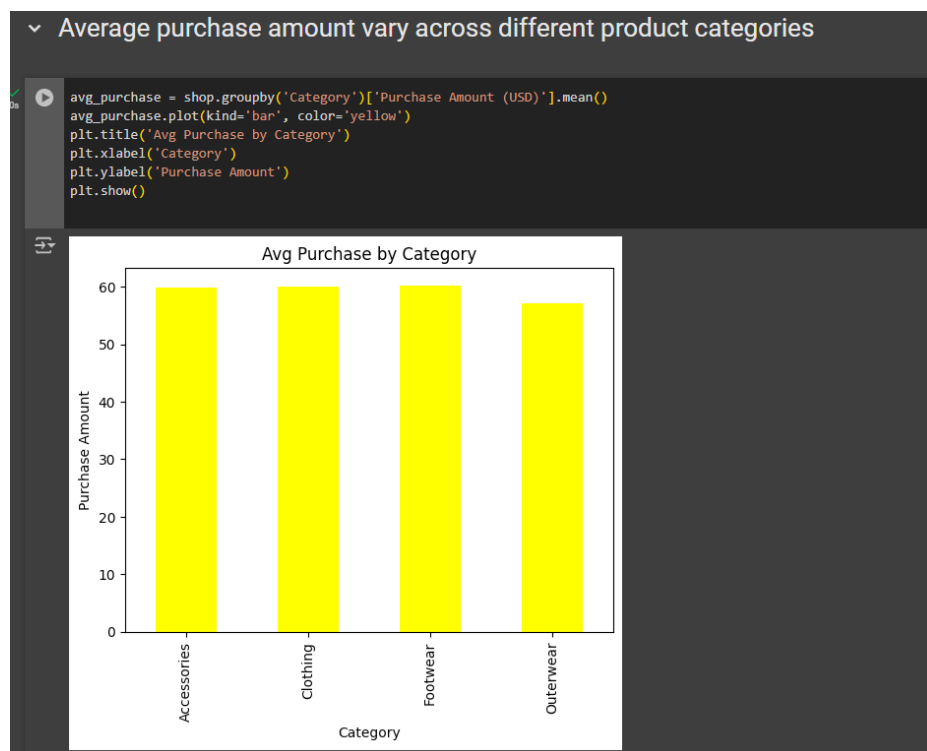 Average purchase amount vary across different product categories
0s
avg_purchase = shop.groupby('Category')['Purchase Amount (USD)'].mean()
avg_purchase.plot(kind='bar', color='yellow')
plt.title('Avg Purchase by Category')
plt.xlabel('Category')
plt.ylabel('Purchase Amount')
plt.show()
Avg Purchase by Category
60
50
40
30
20
10
0
Purchase Amount
Accessories
Clothing
Footwear
Outerwear
Category